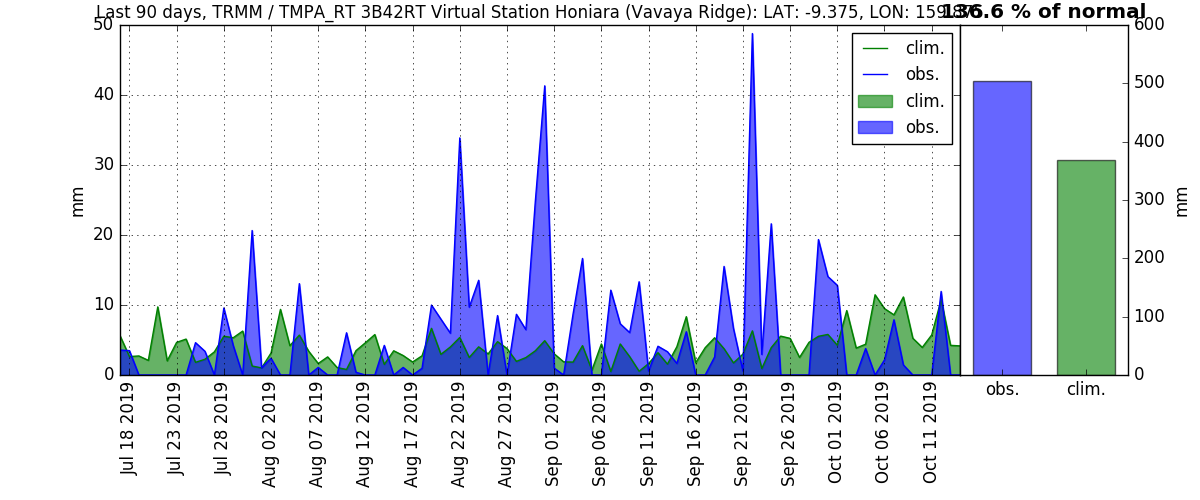 Last 90 days, TRMM / TMPA_RT 3B42RT Virtual Station Honiara (Vavaya Ridge): LAT: -9.375, LON:
136.6 % of normal
50
40
30
20
10
0
mm
clim.
obs.
clim.
obs.
600
500
400
300
200
100
0
mm
Jul 18 2019
Jul 23 2019
Jul 28 2019
Aug 02 2019
Aug 07 2019
Aug 12 2019
Aug 17 2019
Aug 22 2019
Aug 27 2019
Sep 01 2019
Sep 06 2019
Sep 11 2019
Sep 16 2019
Sep 21 2019
Sep 26 2019
Oct 01 2019
Oct 06 2019
Oct 11 2019
obs.
clim.